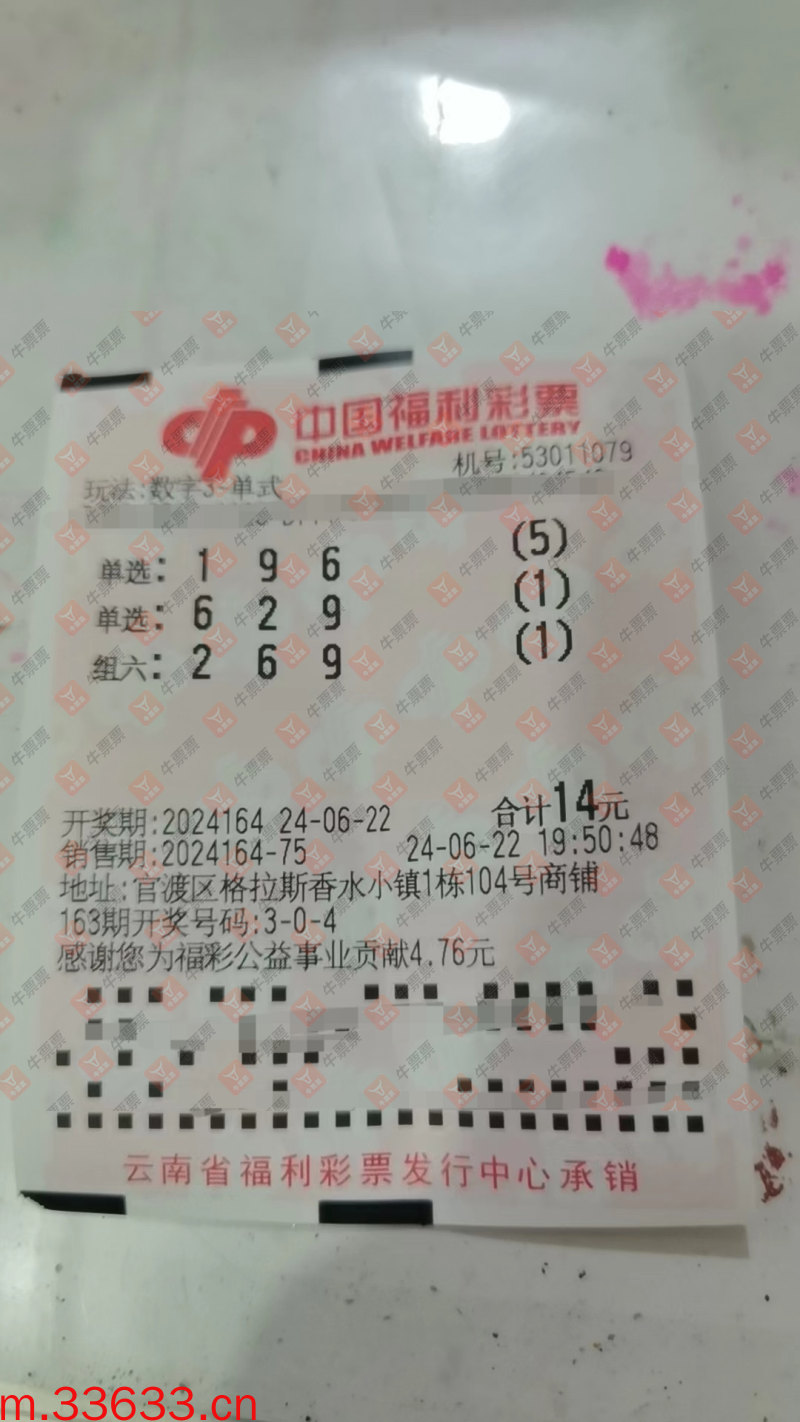 中国福利彩票
CHINA WELFARE LOTTERY
机号:53011079
玩法:数字3-单式
单选: 1 9 6 (5)
单选: 6 2 9 (1)
组六: 2 6 9 (1)
合计14元
开奖期:2024164 24-06-22
销售期:2024164-75 24-06-22 19:50:48
地址:官渡区格拉斯香水小镇1栋104号商铺
163期开奖号码:3-0-4
感谢您为福彩公益事业贡献4.76元
云南省福利彩票发行中心承销
牛票票
m.33633.cn